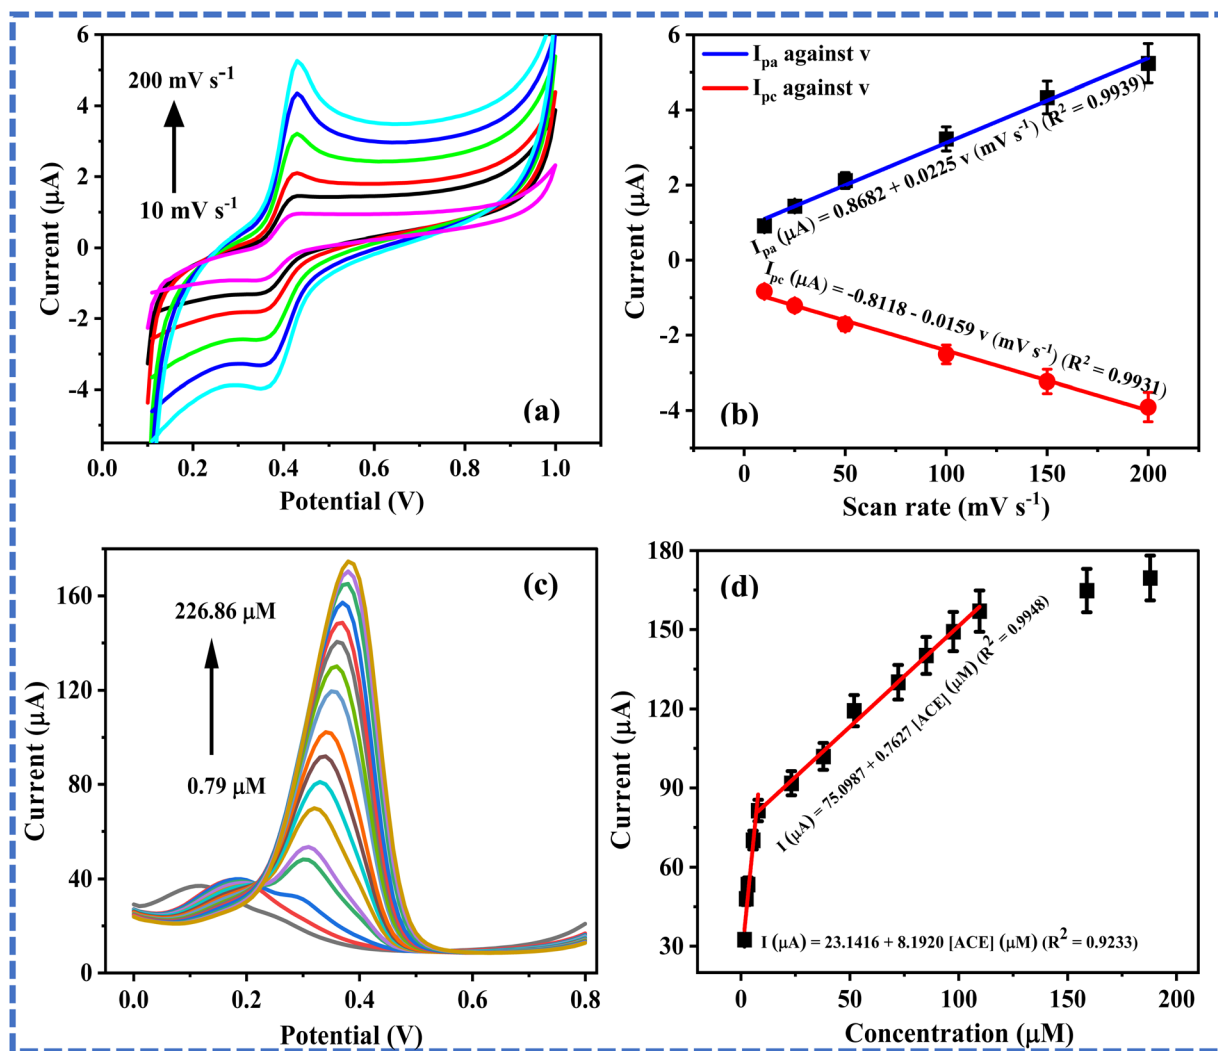 6
4
2
0
-2
-4
Current (µA)
200 mV s-1
10 mV s-1
(a)
0.0 0.2 0.4 0.6 0.8 1.0
Potential (V)
6
4
2
0
-2
-4
Current (µA)
Ipa against v
Ipc against v
Ipa (µA) = 0.8682 + 0.0225 v (mV s-1) (R2 = 0.9939)
Ipc (µA) = -0.8118 - 0.0159 v (mV s-1) (R2 = 0.9931)
(b)
0 50 100 150 200
Scan rate (mV s-1)
160
120
80
40
0
Current (µA)
(c)
226.86 µM
0.79 µM
0.0 0.2 0.4 0.6 0.8
Potential (V)
180
150
120
90
60
30
Current (µA)
(d)
I (µA) = 75.0987 + 0.7627 [ACE] (µM) (R2 = 0.9948)
I (µA) = 23.1416 + 8.1920 [ACE] (µM) (R2 = 0.9233)
0 50 100 150 200
Concentration (µM)